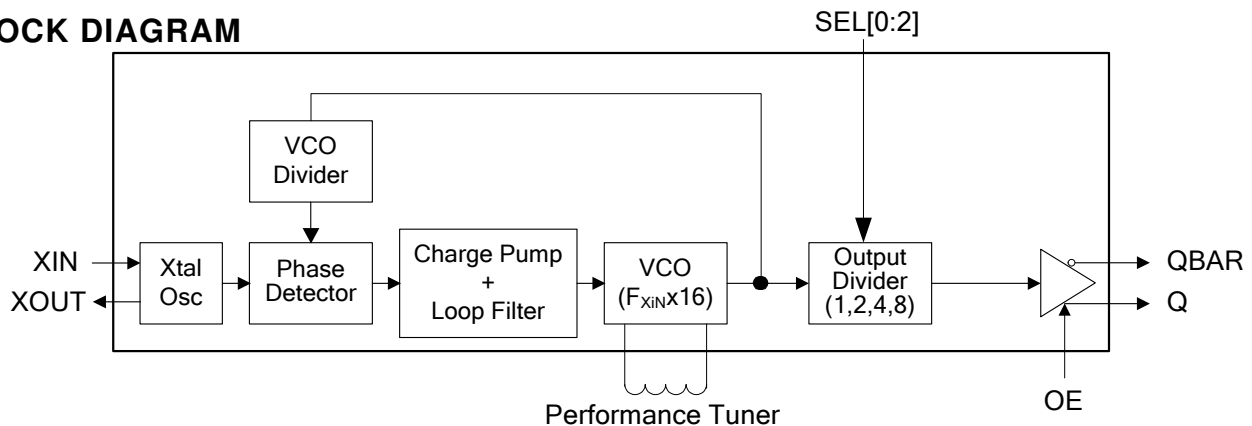 OCK DIAGRAM
SEL[0:2]
VCO
Divider
XIN
XOUT
Xtal
Osc
Phase
Detector
Charge Pump
+
Loop Filter
VCO
(FXiNx16)
Output
Divider
(1,2,4,8)
QBAR
Q
OE
Performance Tuner